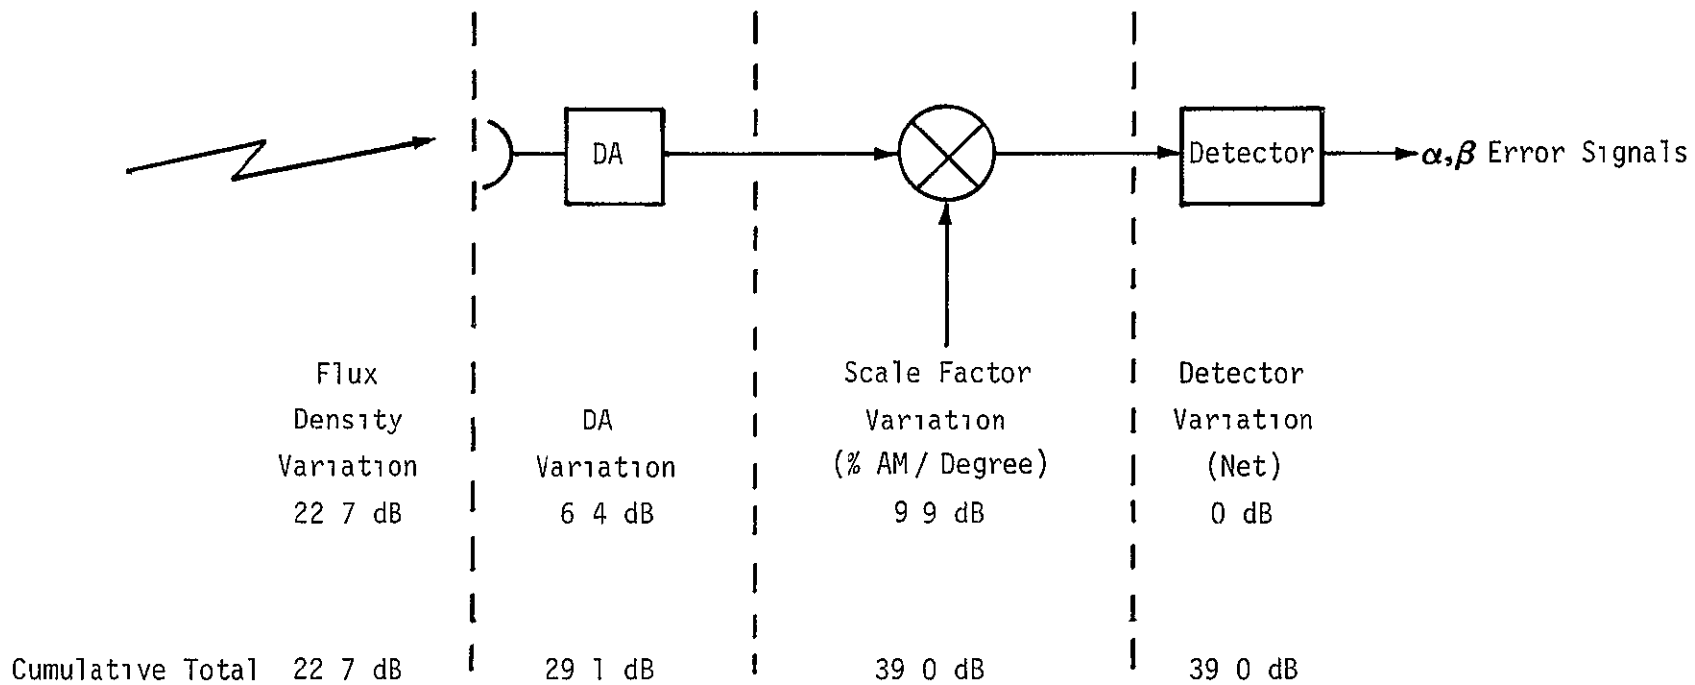 DA
Detector
α,β Error Signals
Flux
Density
Variation
22 7 dB
DA
Variation
6 4 dB
Scale Factor
Variation
(% AM / Degree)
9 9 dB
Detector
Variation
(Net)
0 dB
Cumulative Total 22 7 dB 29 1 dB 39 0 dB 39 0 dB